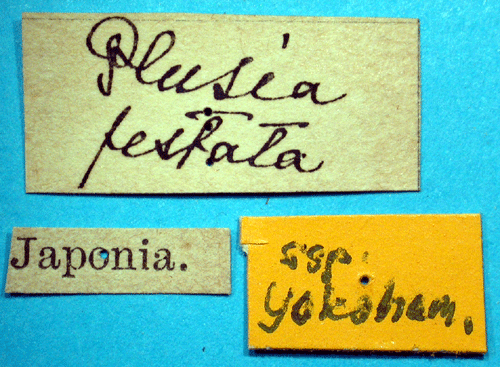 Plusia
festata
Japonia.
ssp.
yokoham.